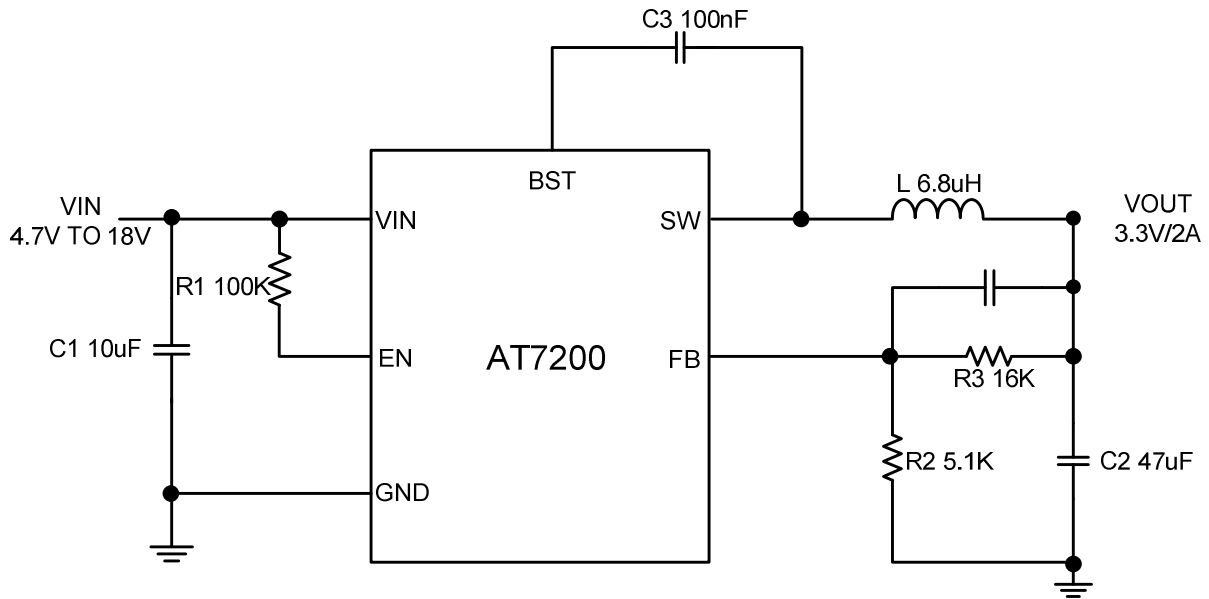 C3 100nF
BST
VIN
4.7V TO 18V
VIN
SW
L 6.8uH
VOUT
3.3V/2A
R1 100K
C1 10uF
EN
AT7200
FB
R3 16K
R2 5.1K
C2 47uF
GND